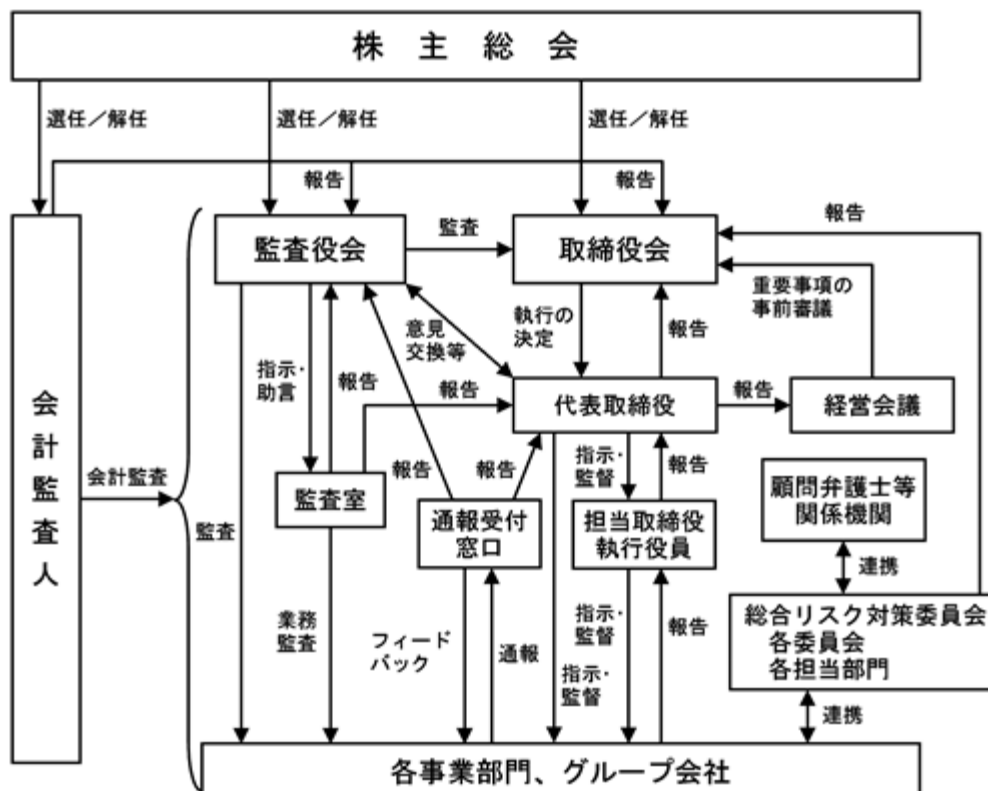 株主総会
選任／解任
選任／解任
選任／解任
報告
報告
報告
監査役会
監査
取締役会
重要事項の
事前審議
意見
交換等
執行の
決定
報告
指示・
助言
報告
報告
代表取締役
報告
経営会議
会計監査人
会計監査
監査
監査室
報告
報告
通報受付
窓口
指示・
監督
報告
担当取締役
執行役員
顧問弁護士等
関係機関
連携
業務
監査
フィード
バック
通報
指示・
監督
指示・
監督
報告
総合リスク対策委員会
各委員会
各担当部門
連携
各事業部門、グループ会社